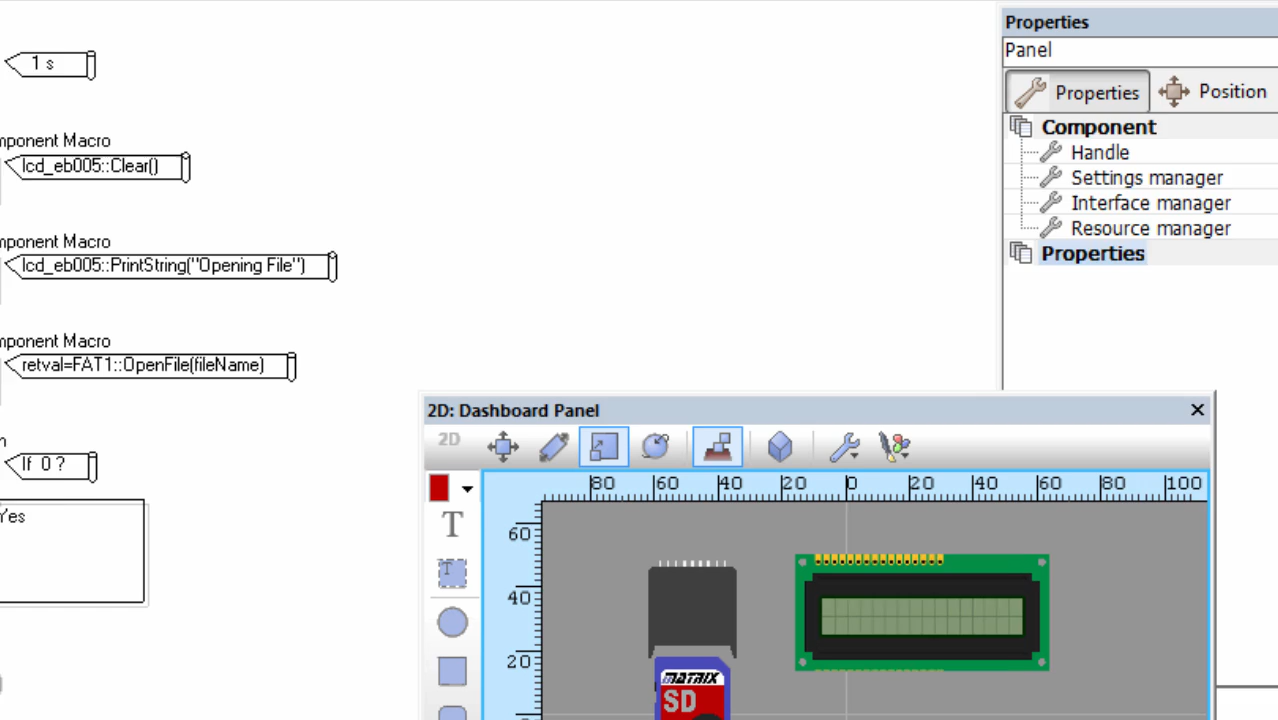 1 s
mponent Macro
lcd_eb005::Clear()
mponent Macro
lcd_eb005::PrintString("Opening File")
mponent Macro
retval=FAT1::OpenFile(fileName)
n
If 0 ?
Yes
Properties
Panel
Properties Position
Component
Handle
Settings manager
Interface manager
Resource manager
Properties
2D: Dashboard Panel
2D
80 60 40 20 0 20 40 60 80 100
T
60
T
40
20
MATRIX
SD